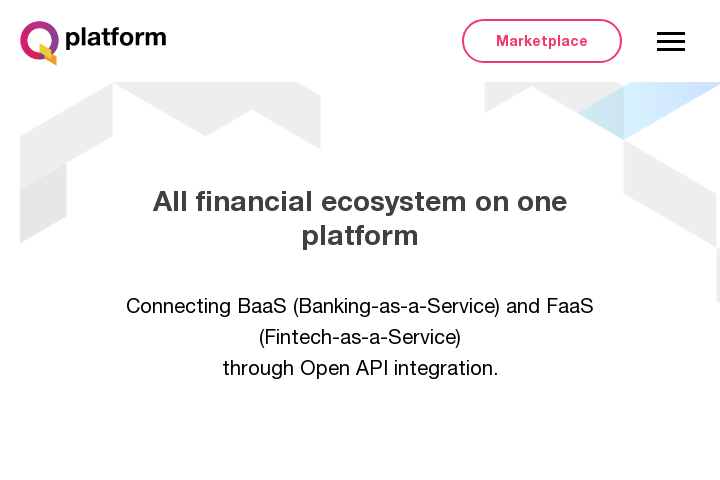 platform
Marketplace
All financial ecosystem on one
platform
Connecting BaaS (Banking-as-a-Service) and FaaS
(Fintech-as-a-Service)
through Open API integration.